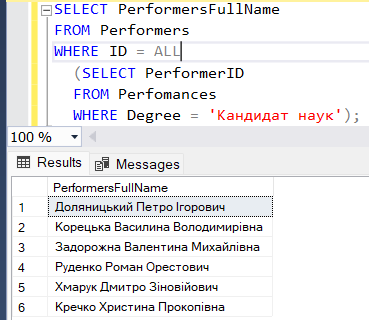 SELECT PerformersFullName
FROM Performers
WHERE ID = ALL
(SELECT PerformerID
FROM Perfomances
WHERE Degree = 'Кандидат наук');
100 %
Results Messages
PerformersFullName
1 Доляницький Петро Ігорович
2 Корецька Василина Володимирівна
3 Задорожна Валентина Михайлівна
4 Руденко Роман Орестович
5 Хмарук Дмитро Зіновійович
6 Кречко Христина Прокопівна